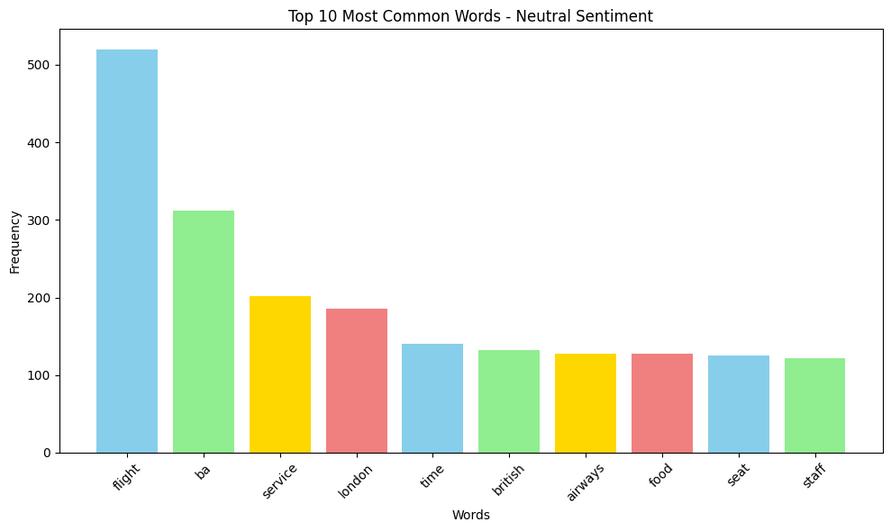 Top 10 Most Common Words - Neutral Sentiment
500
400
300
200
100
0
Frequency
flight
ba
service
london
time
british
airways
food
seat
staff
Words